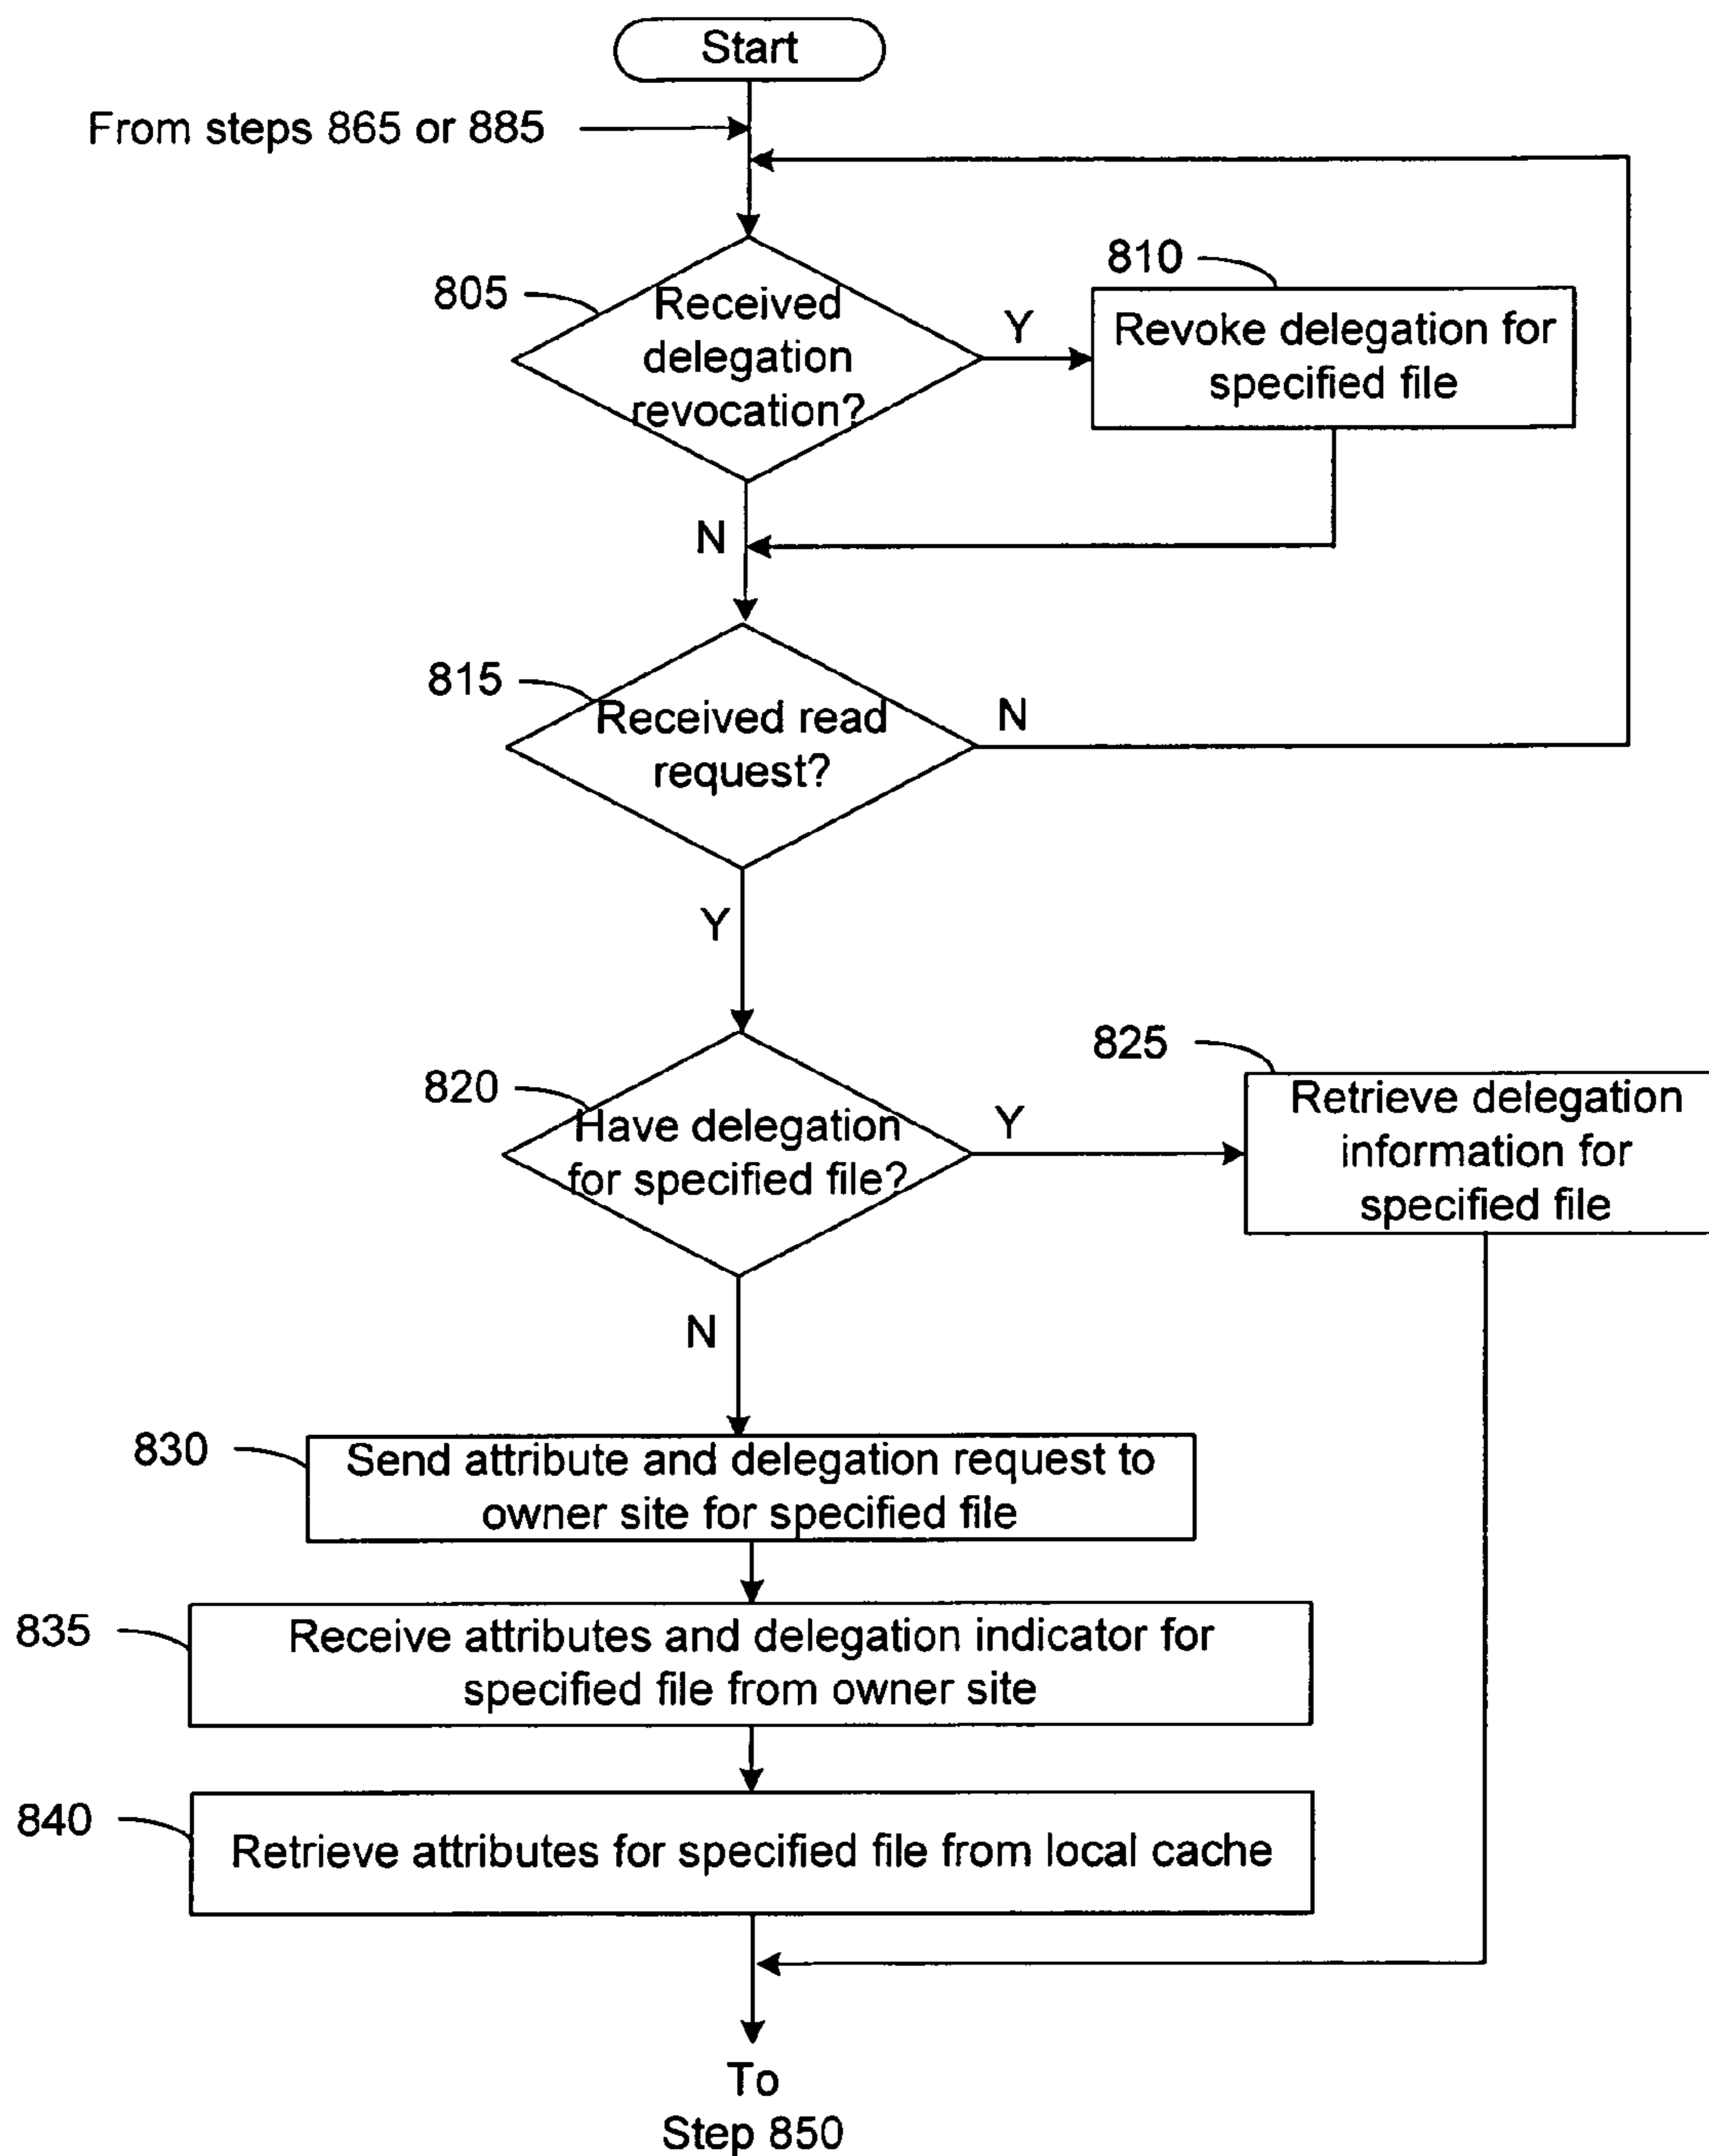 Start
From steps 865 or 885
805
Received
delegation
revocation?
Y
810
Revoke delegation for
specified file
N
815
Received read
request?
N
Y
820
Have delegation
for specified file?
Y
825
Retrieve delegation
information for
specified file
N
830
Send attribute and delegation request to
owner site for specified file
835
Receive attributes and delegation indicator for
specified file from owner site
840
Retrieve attributes for specified file from local cache
To
Step 850